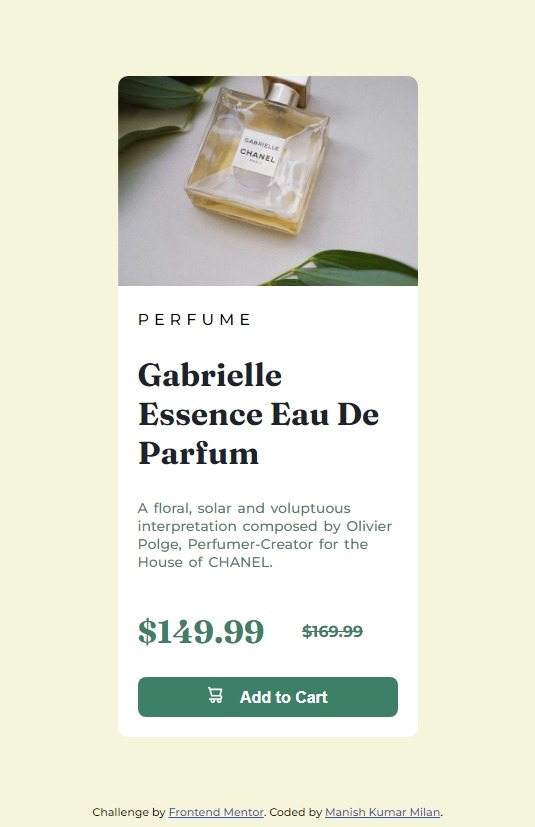 GABRIELLE
CHANEL
PARIS
PERFUME
Gabrielle
Essence Eau De
Parfum
A floral, solar and voluptuous
interpretation composed by Olivier
Polge, Perfumer-Creator for the
House of CHANEL.
$149.99 $169.99
Add to Cart
Challenge by Frontend Mentor. Coded by Manish Kumar Milan.